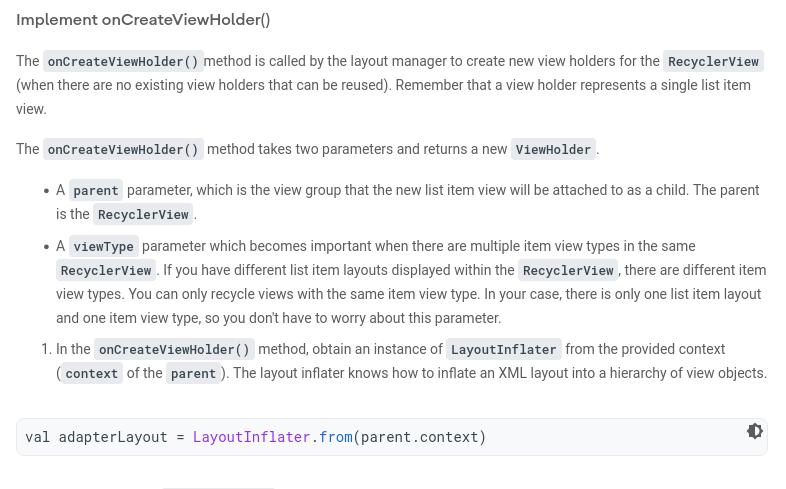 Implement onCreateViewHolder()
The onCreateViewHolder() method is called by the layout manager to create new view holders for the RecyclerView
(when there are no existing view holders that can be reused). Remember that a view holder represents a single list item
view.
The onCreateViewHolder() method takes two parameters and returns a new ViewHolder.
• A parent parameter, which is the view group that the new list item view will be attached to as a child. The parent
is the RecyclerView.
• A viewType parameter which becomes important when there are multiple item view types in the same
RecyclerView. If you have different list item layouts displayed within the RecyclerView, there are different item
view types. You can only recycle views with the same item view type. In your case, there is only one list item layout
and one item view type, so you don't have to worry about this parameter.
1. In the onCreateViewHolder() method, obtain an instance of LayoutInflater from the provided context
(context of the parent). The layout inflater knows how to inflate an XML layout into a hierarchy of view objects.
val adapterLayout = LayoutInflater.from(parent.context)